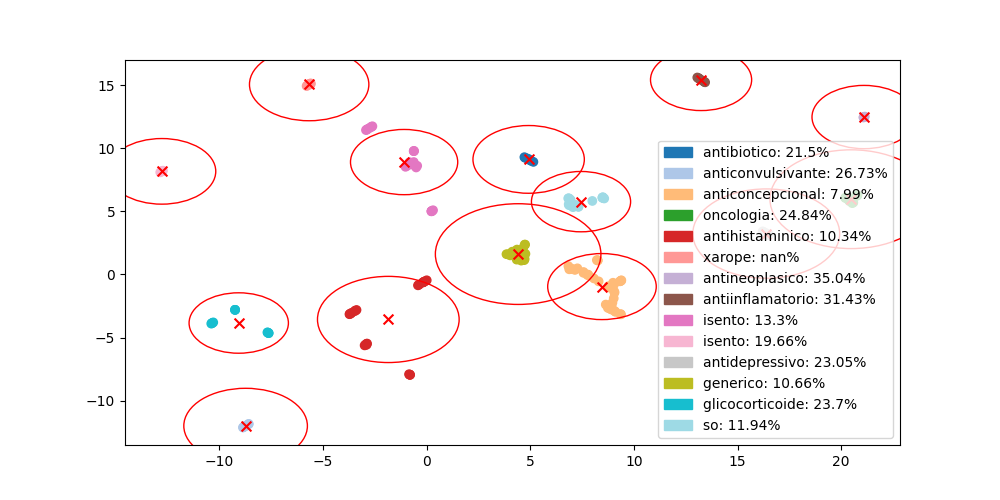 15
10
5
0
−5
−10
−10
−5
0
5
10
15
20
antibiotico: 21.5%
anticonvulsivante: 26.73%
anticoncepcional: 7.99%
oncologia: 24.84%
antihistaminico: 10.34%
xarope: nan%
antineoplasico: 35.04%
antiinflamatorio: 31.43%
isento: 13.3%
isento: 19.66%
antidepressivo: 23.05%
generico: 10.66%
glicocorticoide: 23.7%
so: 11.94%